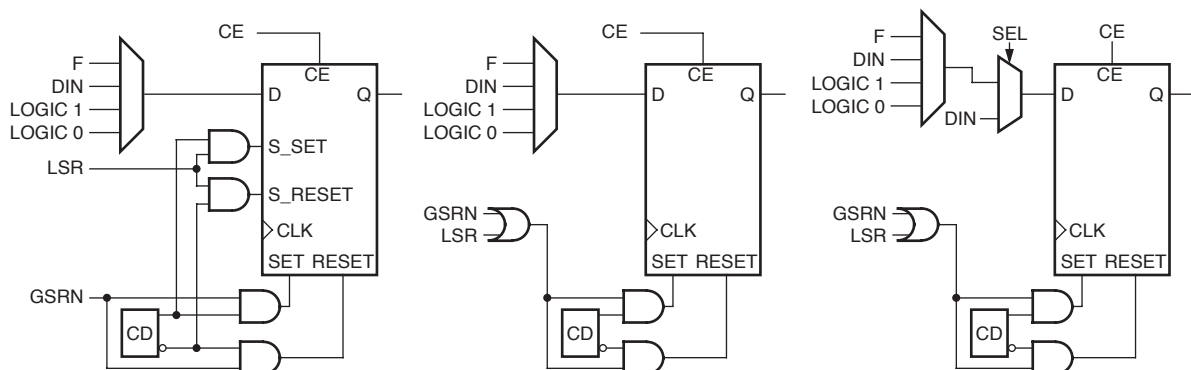 CE
F
DIN
LOGIC 1
LOGIC 0
CE
D
Q
S_SET
LSR
S_RESET
CLK
SET RESET
GSRN
CD
CE
F
DIN
LOGIC 1
LOGIC 0
CE
D
Q
GSRN
LSR
CLK
SET RESET
CD
F
DIN
LOGIC 1
LOGIC 0
SEL
DIN
CE
CE
D
Q
GSRN
LSR
CLK
SET RESET
CD